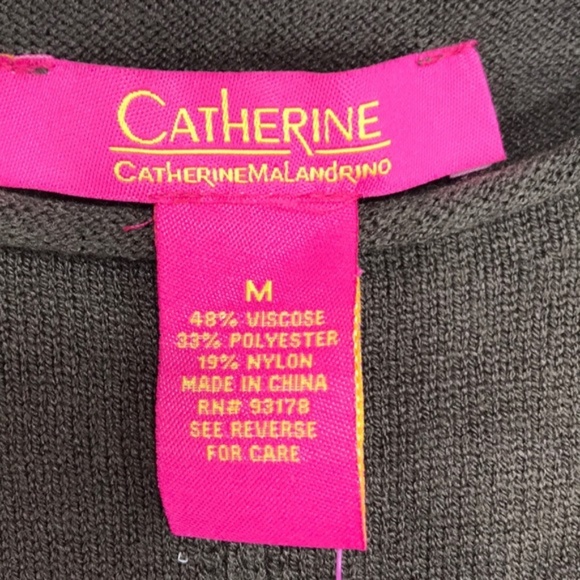 CATHERINE
CATHERINEMALANDRINO
M
48% VISCOSE
33% POLYESTER
19% NYLON
MADE IN CHINA
RN# 93178
SEE REVERSE
FOR CARE